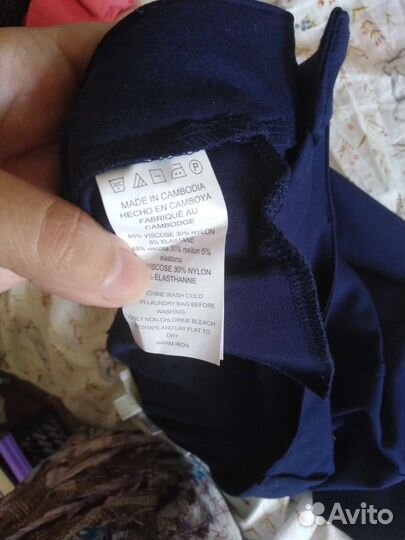 MADE IN CAMBODIA
HECHO EN CAMBOYA
FABRIQUÉ AU
CAMBODGE
65% VISCOSE 30% NYLON
5% ELASTANE
65% viscosa 30% nailon 5%
elastano
VISCOSE 30% NYLON
ÉLASTHANNE
CHINE WASH COLD
IN LAUNDRY BAG BEFORE
WASHING
ONLY NON-CHLORINE BLEACH
SHAPE AND LAY FLAT TO
DRY
WARM IRON
Avito